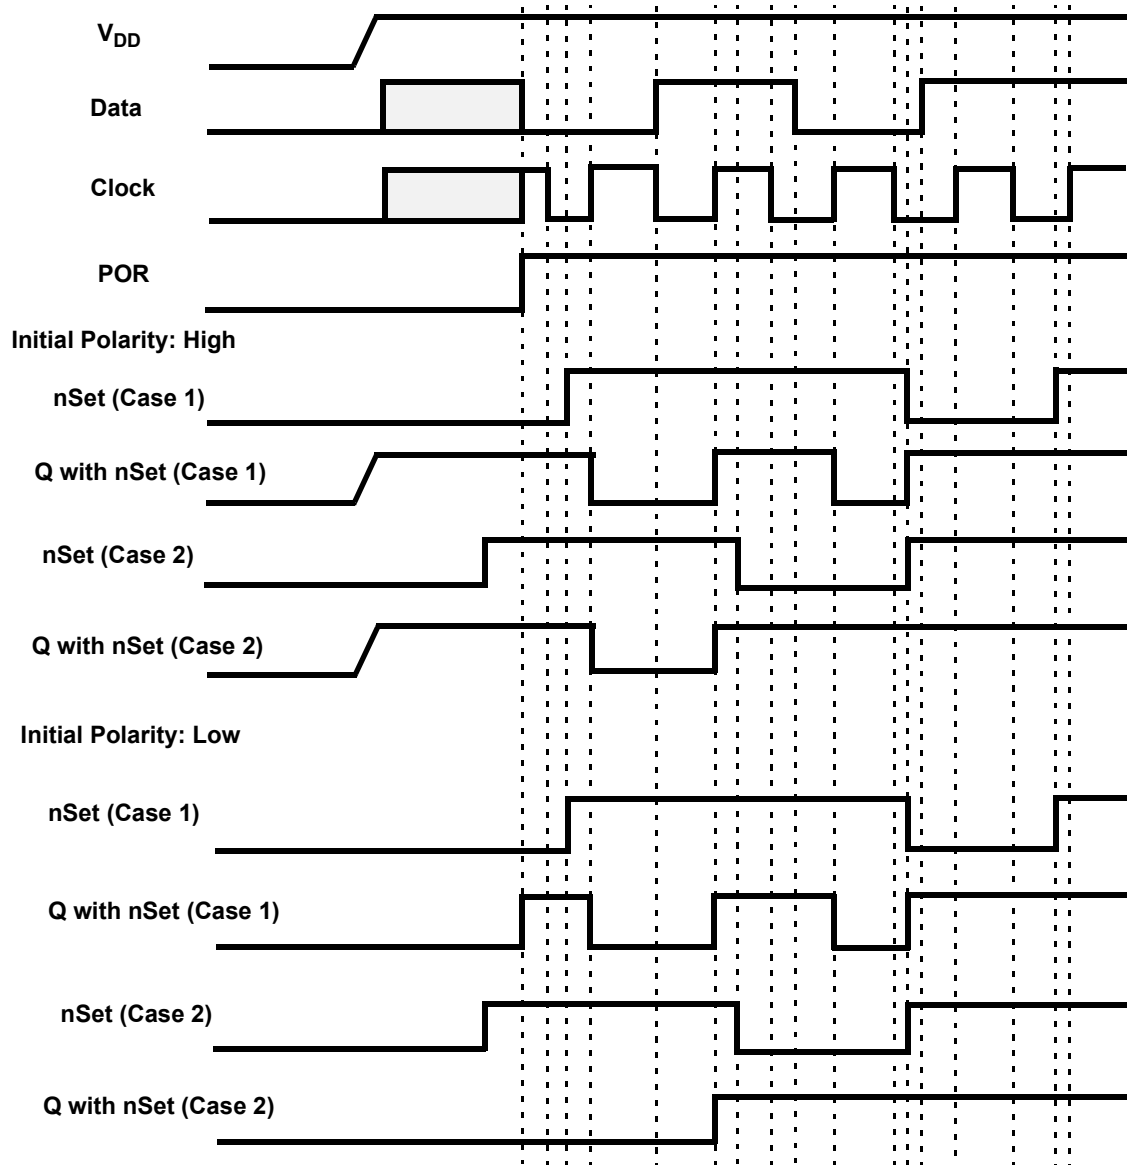 VDD
Data
Clock
POR
Initial Polarity: High
nSet (Case 1)
Q with nSet (Case 1)
nSet (Case 2)
Q with nSet (Case 2)
Initial Polarity: Low
nSet (Case 1)
Q with nSet (Case 1)
nSet (Case 2)
Q with nSet (Case 2)